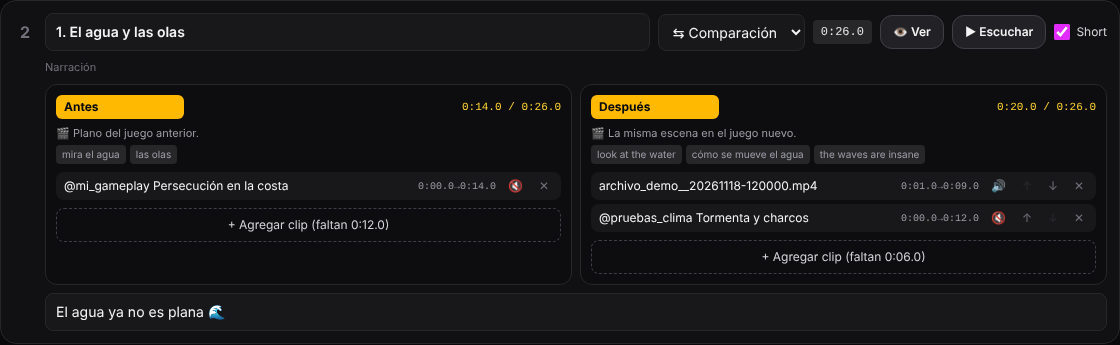 2 1. El agua y las olas ⇆ Comparación 0:26.0 👁 Ver ▶ Escuchar Short
Narración
Antes 0:14.0 / 0:26.0
🎬 Plano del juego anterior.
mira el agua las olas
@mi_gameplay Persecución en la costa 0:00.0→0:14.0 🔇 ×
+ Agregar clip (faltan 0:12.0)
Después 0:20.0 / 0:26.0
🎬 La misma escena en el juego nuevo.
look at the water cómo se mueve el agua the waves are insane
archivo_demo__20261118-120000.mp4 0:01.0→0:09.0 🔊 ↑ ↓ ×
@pruebas_clima Tormenta y charcos 0:00.0→0:12.0 🔇 ↑ ↓ ×
+ Agregar clip (faltan 0:06.0)
El agua ya no es plana 🌊